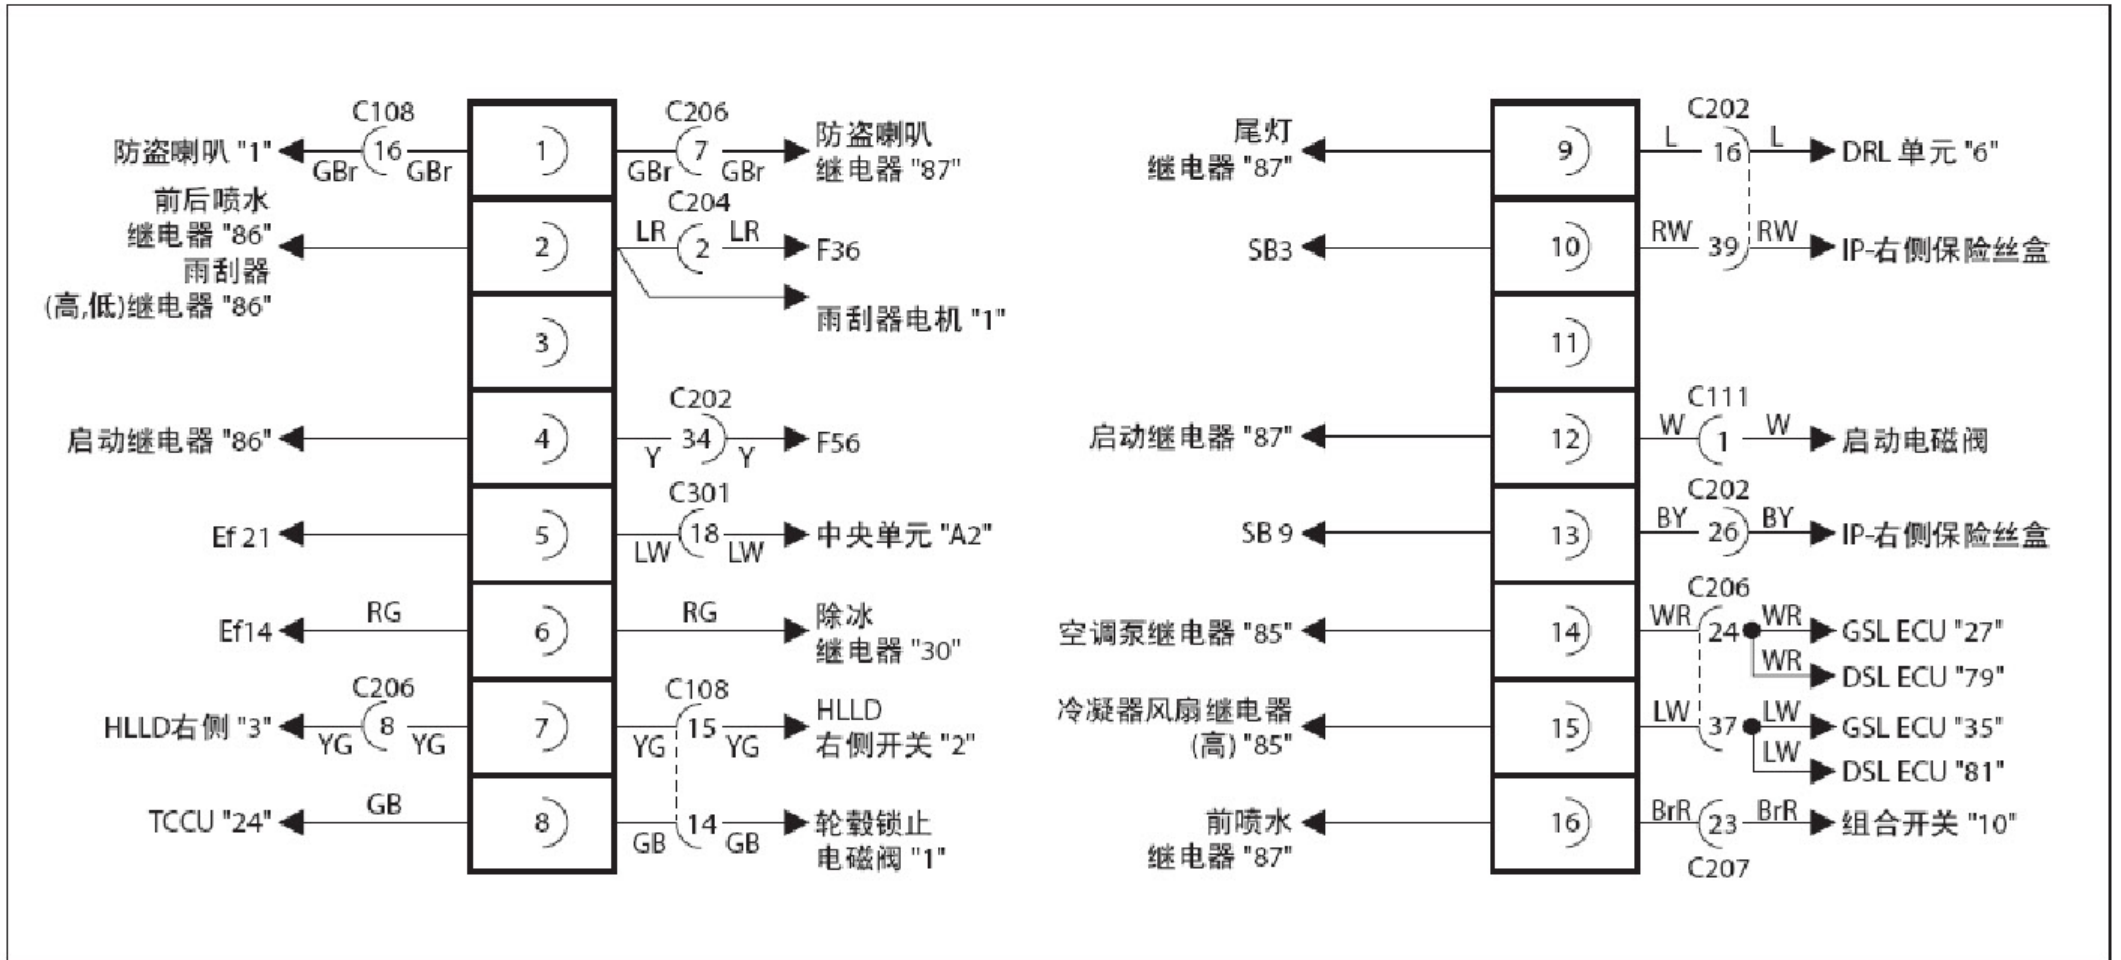 C108
防盗喇叭 "1"
16
GBr
GBr
1
C206
7
GBr
GBr
防盗喇叭
继电器 "87"
前后喷水
继电器 "86"
雨刮器
(高,低)继电器 "86"
2
C204
LR
2
LR
F36
雨刮器电机 "1"
3
启动继电器 "86"
4
C202
34
Y
Y
F56
Ef 21
5
C301
18
LW
LW
中央单元 "A2"
Ef14
RG
6
RG
除冰
继电器 "30"
C206
HLLD右侧 "3"
8
YG
YG
7
C108
15
YG
YG
HLLD
右侧开关 "2"
TCCU "24"
GB
8
14
GB
GB
轮毂锁止
电磁阀 "1"
尾灯
继电器 "87"
9
C202
L
16
L
DRL 单元 "6"
SB3
10
RW
39
RW
IP-右侧保险丝盒
11
启动继电器 "87"
12
C111
W
1
W
启动电磁阀
SB 9
13
C202
BY
26
BY
IP-右侧保险丝盒
空调泵继电器 "85"
14
C206
WR
24
WR
GSL ECU "27"
WR
DSL ECU "79"
冷凝器风扇继电器
(高) "85"
15
LW
37
LW
GSL ECU "35"
LW
DSL ECU "81"
前喷水
继电器 "87"
16
BrR
23
BrR
组合开关 "10"
C207